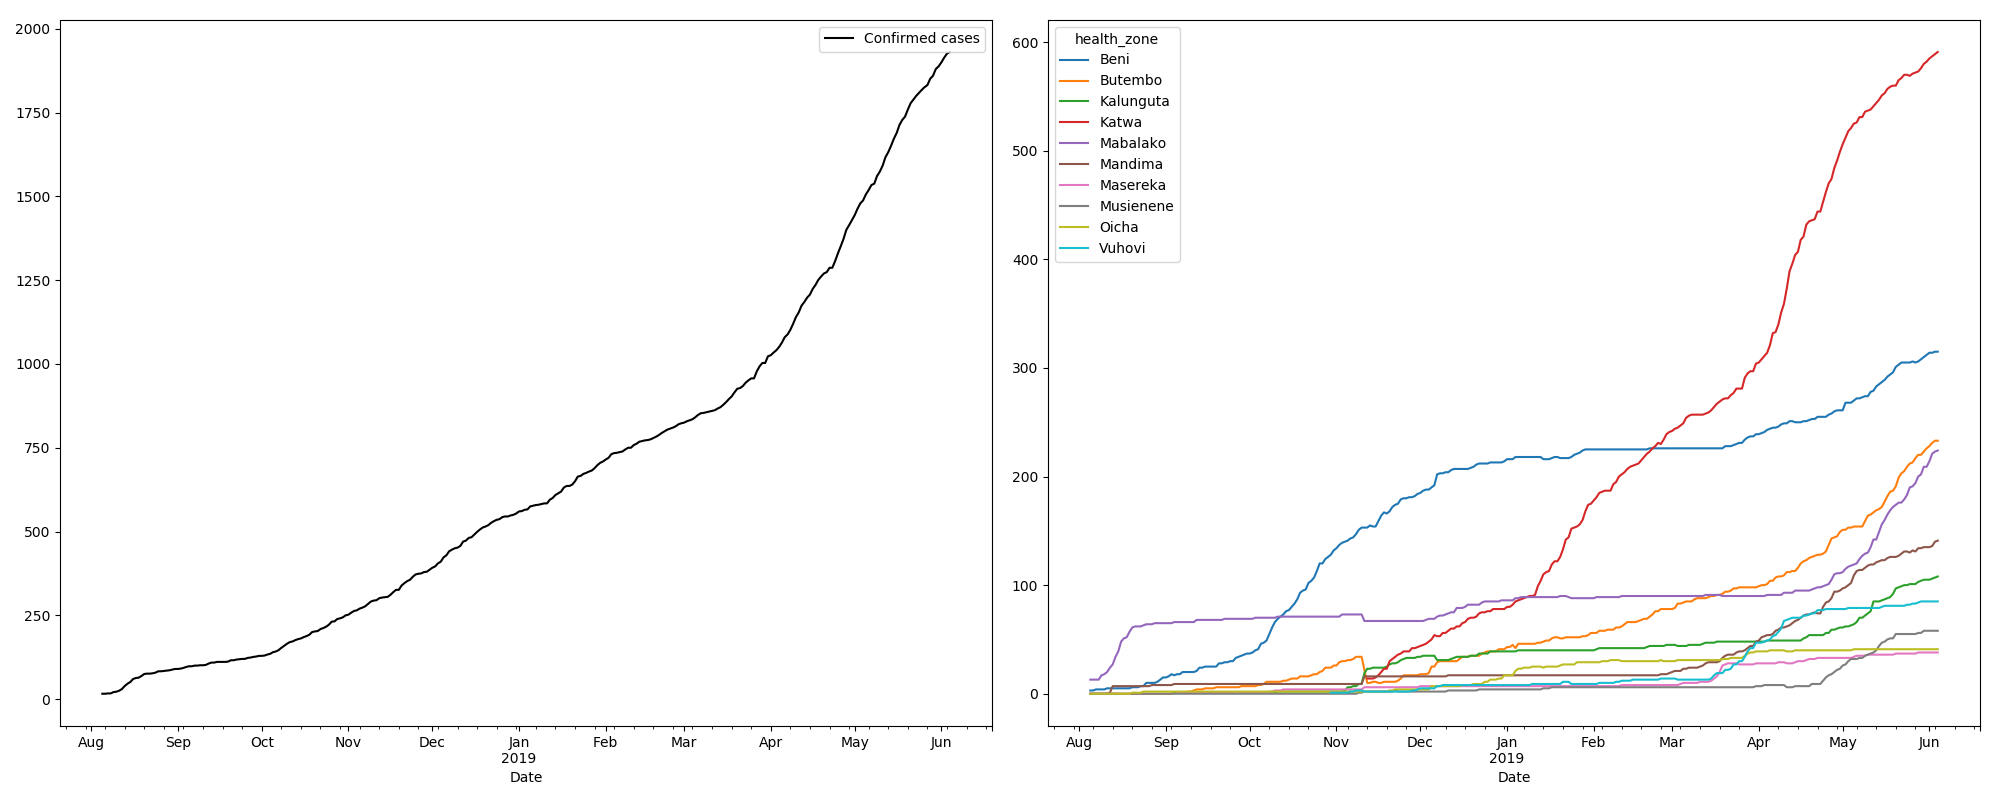 2000
1750
1500
1250
1000
750
500
250
0
Confirmed cases
Aug Sep Oct Nov Dec Jan Feb Mar Apr May Jun
2019
Date
600
500
400
300
200
100
0
health_zone
Beni
Butembo
Kalunguta
Katwa
Mabalako
Mandima
Masereka
Musienene
Oicha
Vuhovi
Aug Sep Oct Nov Dec Jan Feb Mar Apr May Jun
2019
Date